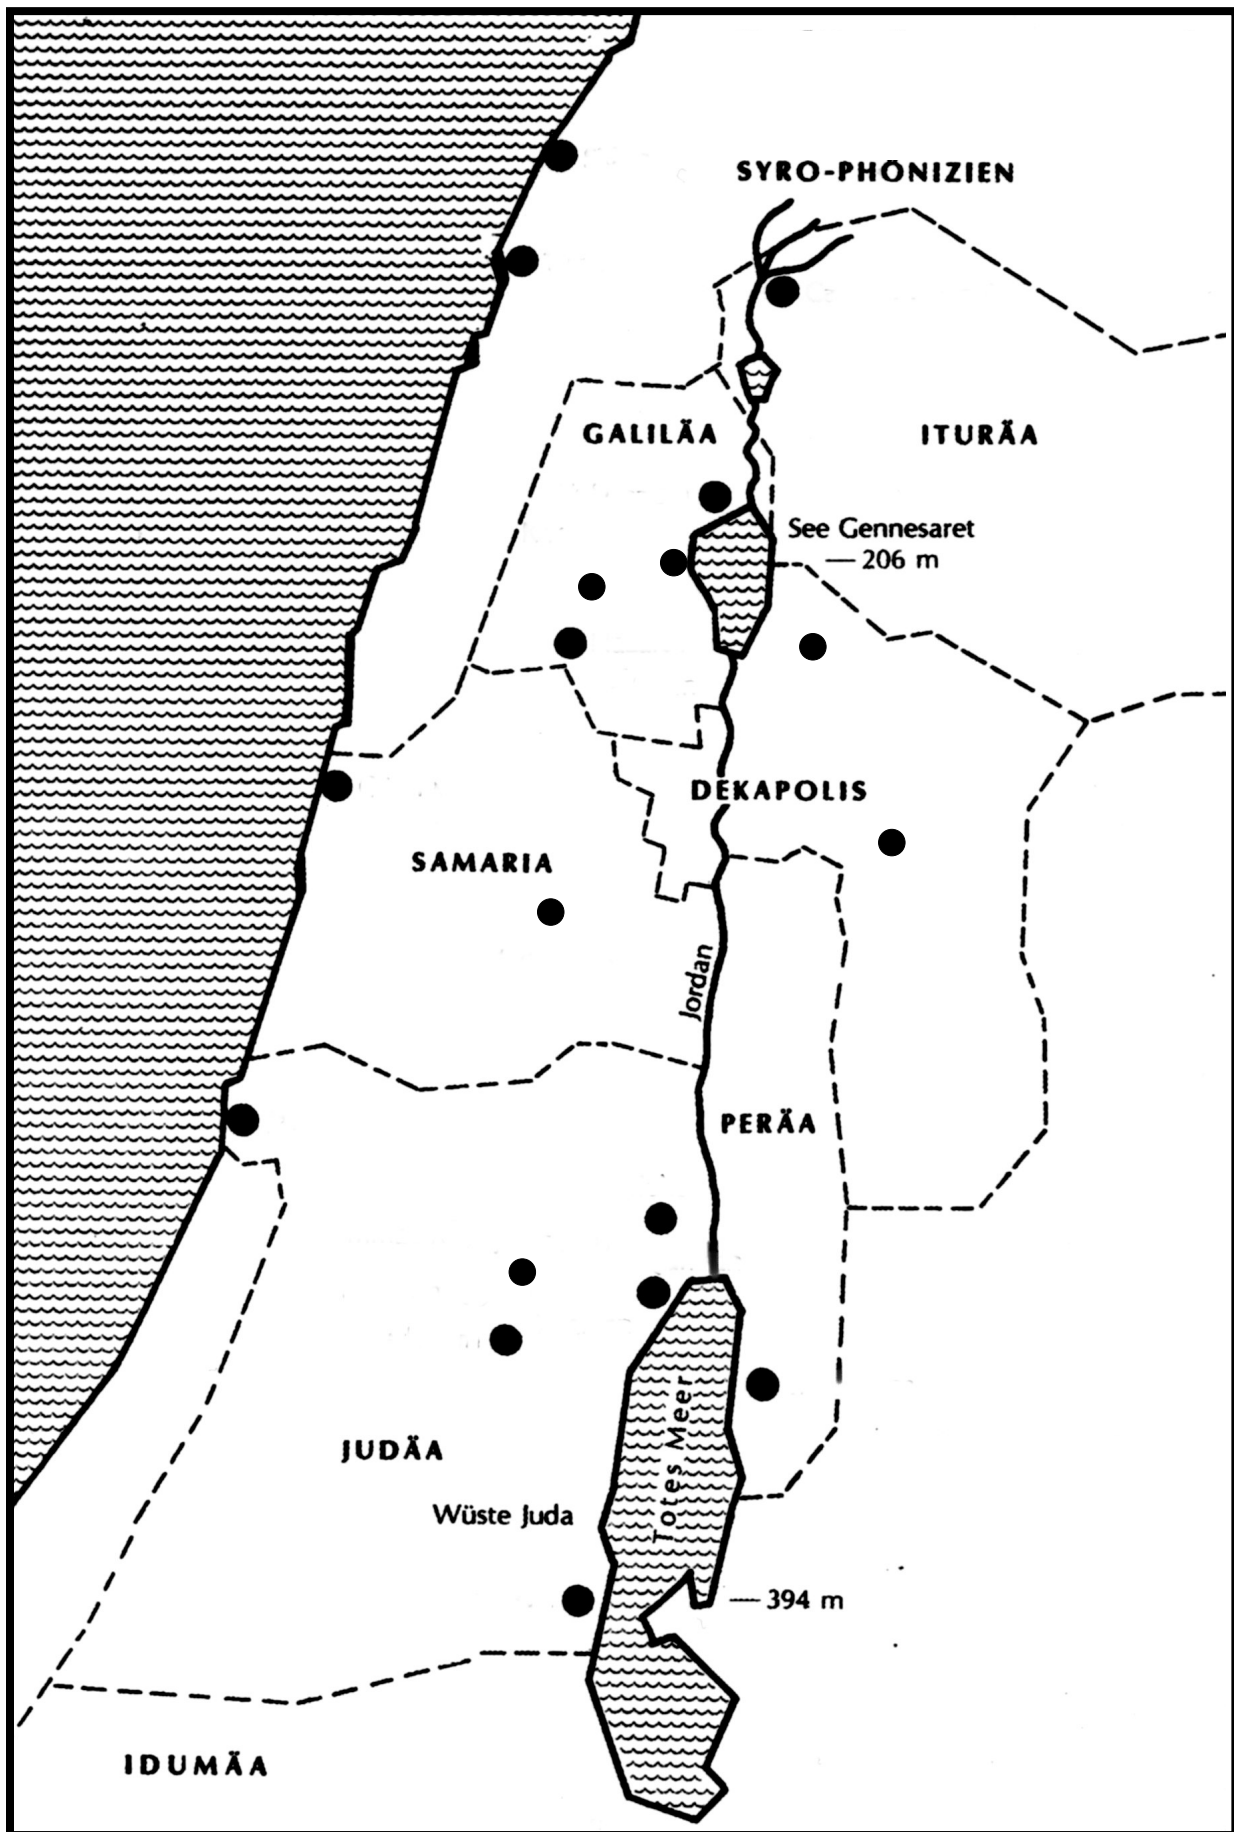 SYRO-PHÖNIZIEN
GALILÄA
ITURÄA
See Gennesaret
— 206 m
DEKAPOLIS
SAMARIA
Jordan
PERÄA
Totes Meer
JUDÄA
Wüste Juda
— 394 m
IDUMÄA